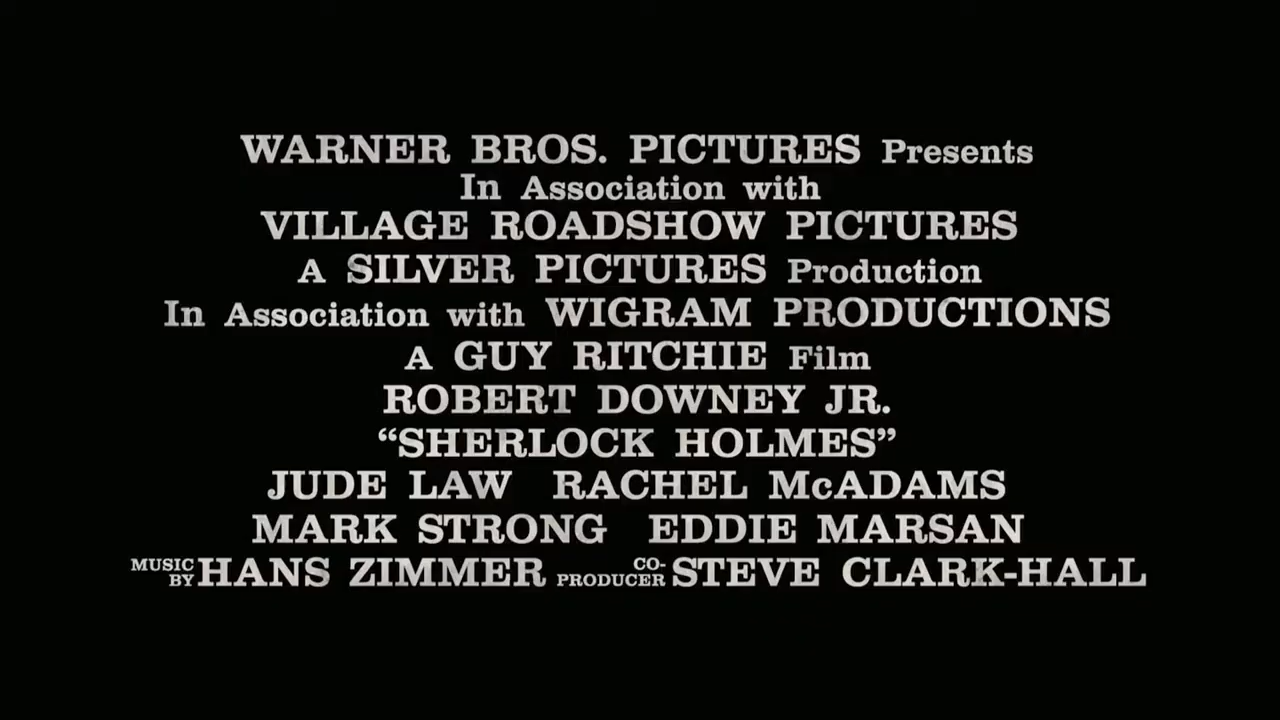 WARNER BROS. PICTURES Presents
In Association with
VILLAGE ROADSHOW PICTURES
A SILVER PICTURES Production
In Association with WIGRAM PRODUCTIONS
A GUY RITCHIE Film
ROBERT DOWNEY JR.
“SHERLOCK HOLMES”
JUDE LAW RACHEL McADAMS
MARK STRONG EDDIE MARSAN
MUSIC BY HANS ZIMMER CO-PRODUCER STEVE CLARK-HALL